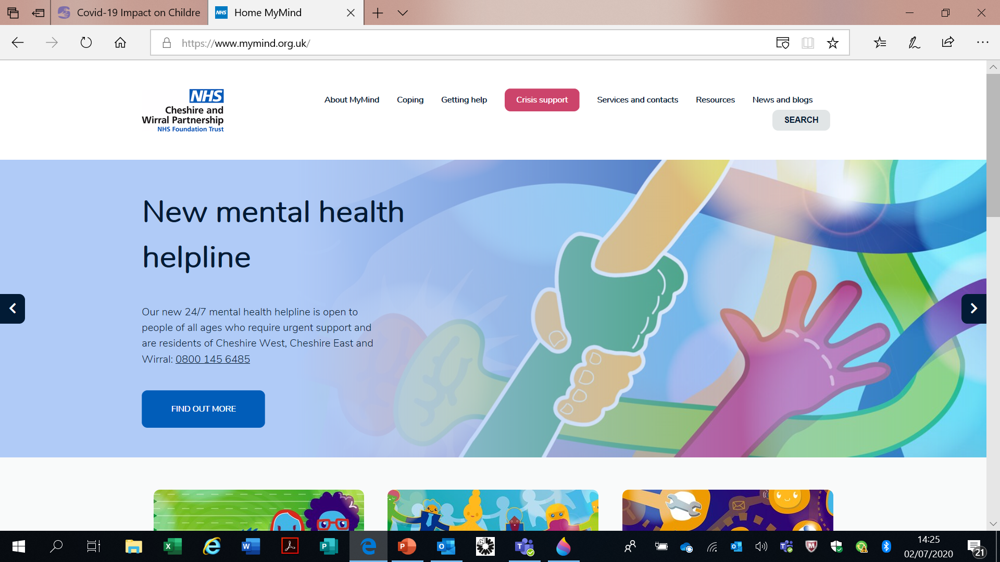 Covid-19 Impact on Childre
NHS Home MyMind
https://www.mymind.org.uk/
NHS
Cheshire and
Wirral Partnership
NHS Foundation Trust
About MyMind Coping Getting help Crisis support Services and contacts Resources News and blogs
SEARCH
New mental health
helpline
Our new 24/7 mental health helpline is open to
people of all ages who require urgent support and
are residents of Cheshire West, Cheshire East and
Wirral: 0800 145 6485
FIND OUT MORE
14:25
02/07/2020
21